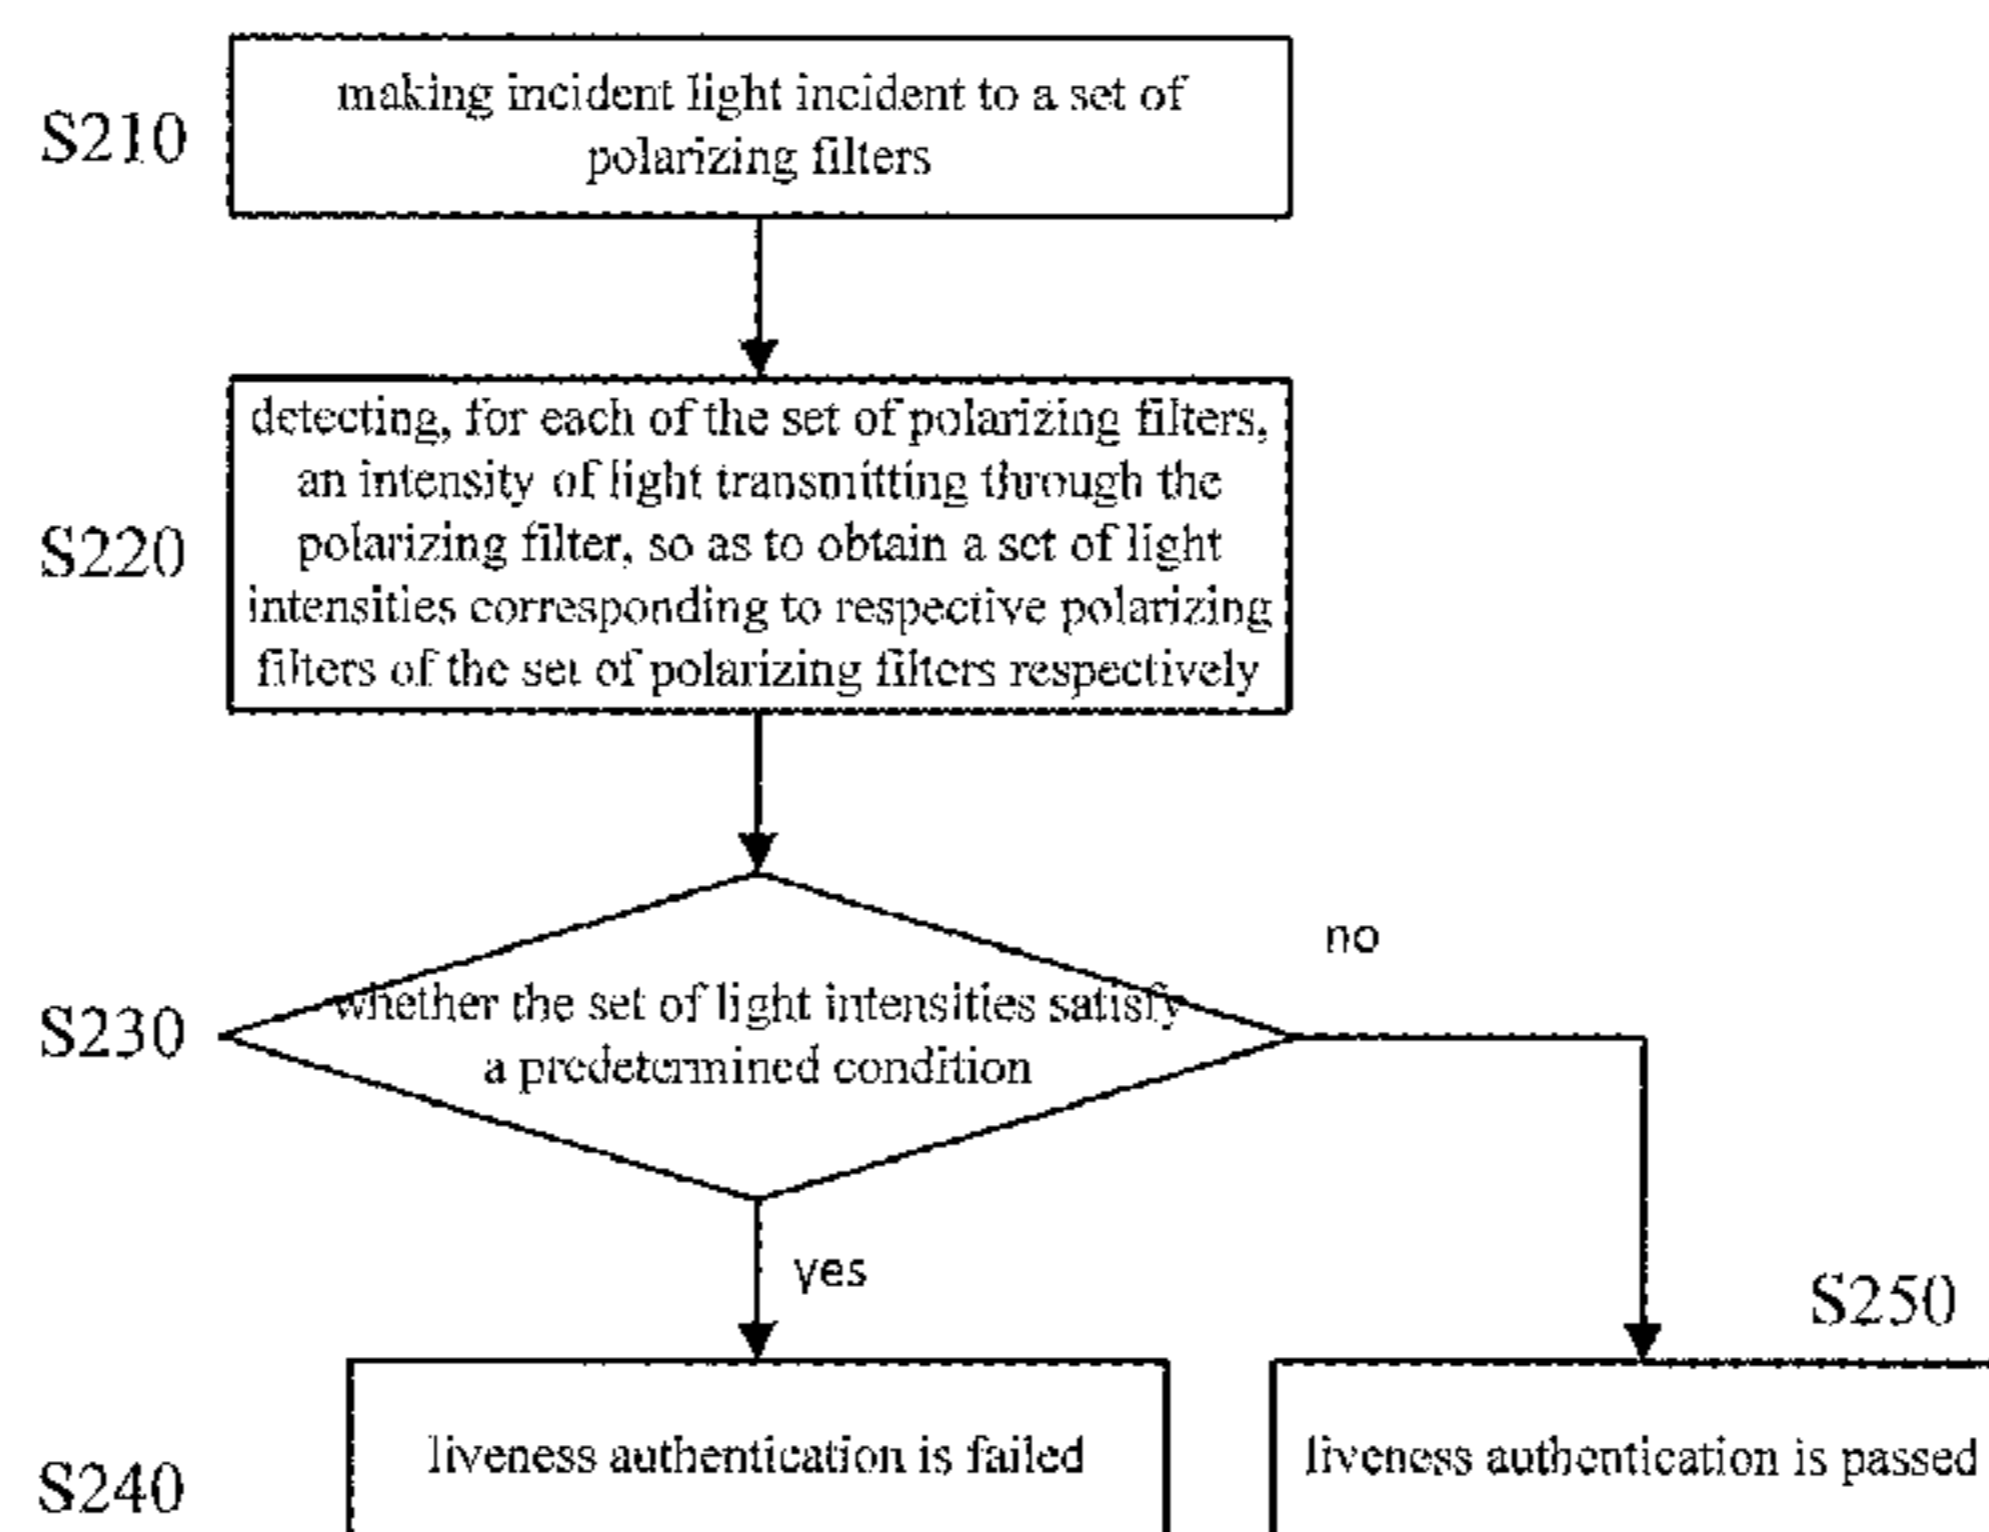 S210
making incident light incident to a set of
polarizing filters
S220
detecting, for each of the set of polarizing filters,
an intensity of light transmitting through the
polarizing filter, so as to obtain a set of light
intensities corresponding to respective polarizing
filters of the set of polarizing filters respectively
S230
whether the set of light intensities satisfy
a predetermined condition
no
yes
S240
liveness authentication is failed
S250
liveness authentication is passed